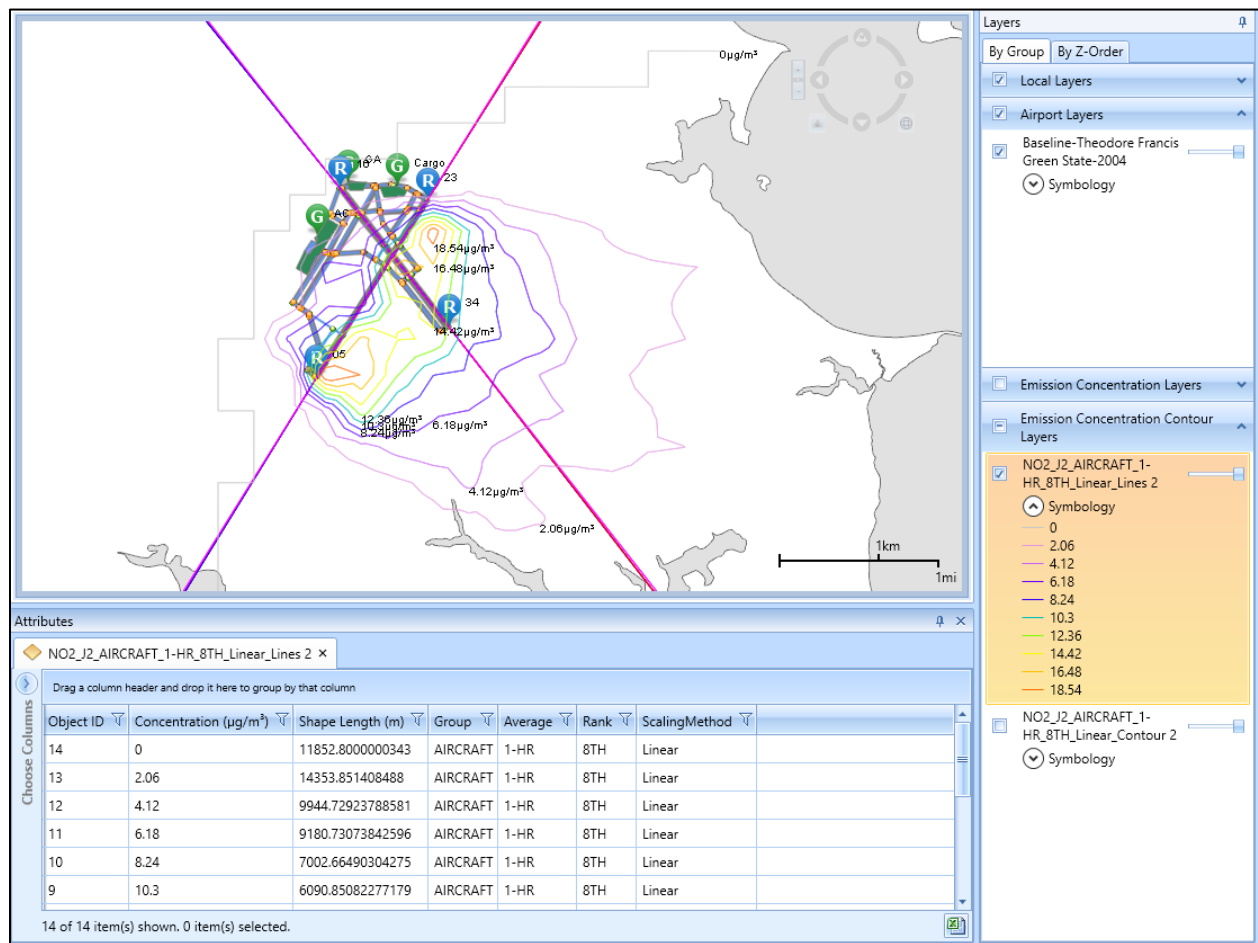 0µg/m³
GA
16
Cargo
23
AC
18.54µg/m³
16.48µg/m³
34
14.42µg/m³
05
12.36µg/m³
10.3µg/m³
8.24µg/m³
6.18µg/m³
4.12µg/m³
2.06µg/m³
1km
1mi
R
G
R
G
R
R
Layers
By Group By Z-Order
Local Layers
Airport Layers
Baseline-Theodore Francis
Green State-2004
Symbology
Emission Concentration Layers
Emission Concentration Contour
Layers
NO2_J2_AIRCRAFT_1-
HR_8TH_Linear_Lines 2
Symbology
0
2.06
4.12
6.18
8.24
10.3
12.36
14.42
16.48
18.54
NO2_J2_AIRCRAFT_1-
HR_8TH_Linear_Contour 2
Symbology
Attributes
NO2_J2_AIRCRAFT_1-HR_8TH_Linear_Lines 2 ×
Choose Columns
Drag a column header and drop it here to group by that column
Object ID Concentration (µg/m³) Shape Length (m) Group Average Rank ScalingMethod
14 0 11852.8000000343 AIRCRAFT 1-HR 8TH Linear
13 2.06 14353.851408488 AIRCRAFT 1-HR 8TH Linear
12 4.12 9944.72923788581 AIRCRAFT 1-HR 8TH Linear
11 6.18 9180.73073842596 AIRCRAFT 1-HR 8TH Linear
10 8.24 7002.66490304275 AIRCRAFT 1-HR 8TH Linear
9 10.3 6090.85082277179 AIRCRAFT 1-HR 8TH Linear
14 of 14 item(s) shown. 0 item(s) selected.